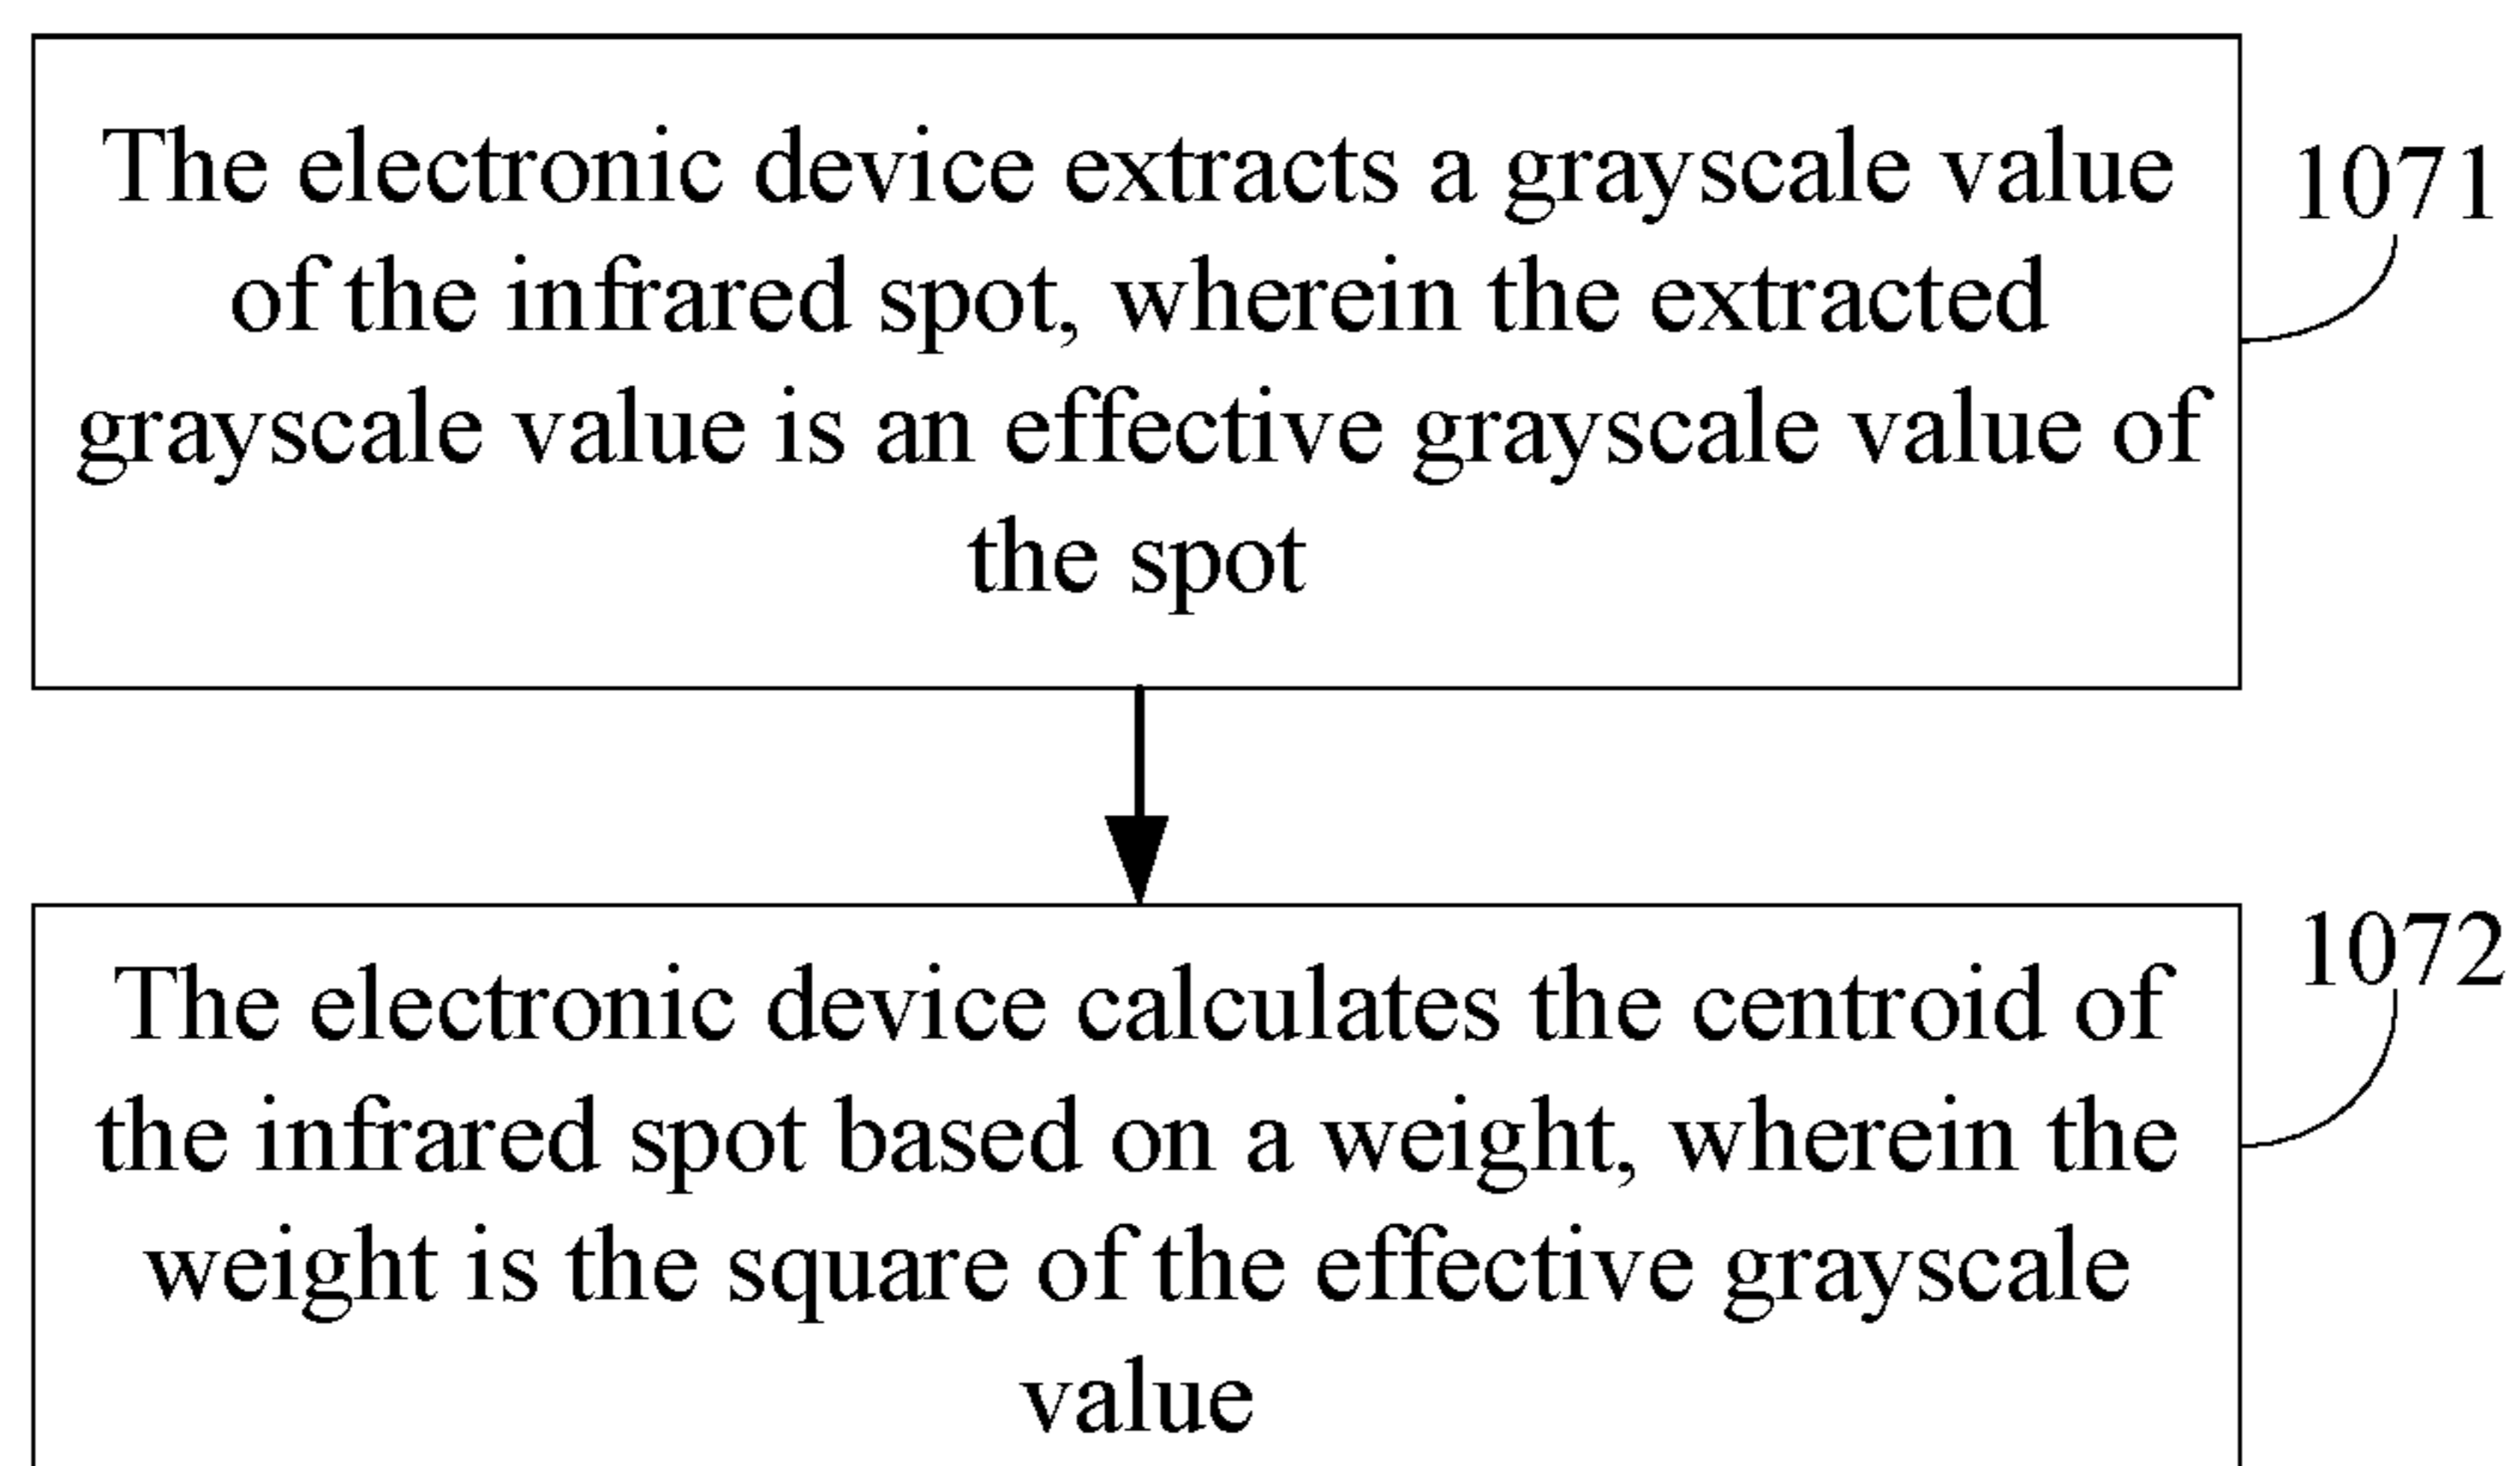 The electronic device extracts a grayscale value
of the infrared spot, wherein the extracted
grayscale value is an effective grayscale value of
the spot
1071
The electronic device calculates the centroid of
the infrared spot based on a weight, wherein the
weight is the square of the effective grayscale
value
1072